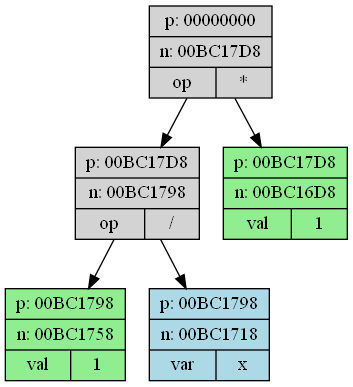 p: 00000000
n: 00BC17D8
op *
p: 00BC17D8
n: 00BC1798
op /
p: 00BC17D8
n: 00BC16D8
val 1
p: 00BC1798
n: 00BC1758
val 1
p: 00BC1798
n: 00BC1718
var x